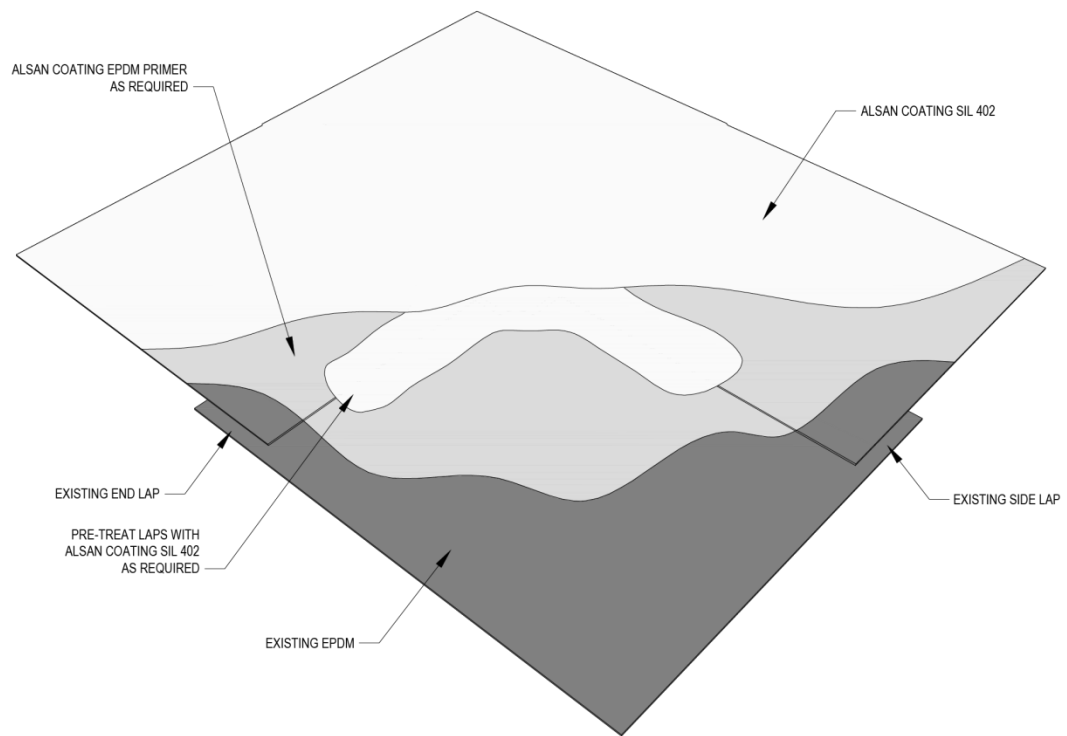 ALSAN COATING EPDM PRIMER
AS REQUIRED
ALSAN COATING SIL 402
EXISTING END LAP
EXISTING SIDE LAP
PRE-TREAT LAPS WITH
ALSAN COATING SIL 402
AS REQUIRED
EXISTING EPDM